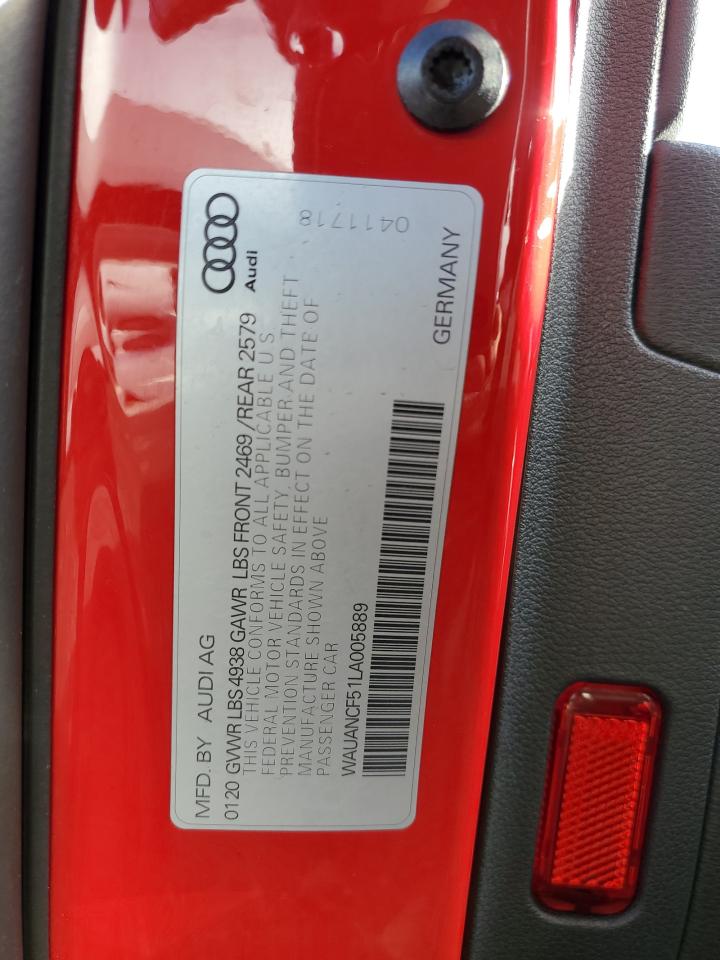 MFD. BY AUDI AG
0120 GVWR LBS 4938 GAWR LBS FRONT 2469 /REAR 2579
THIS VEHICLE CONFORMS TO ALL APPLICABLE U S
FEDERAL MOTOR VEHICLE SAFETY, BUMPER AND THEFT
PREVENTION STANDARDS IN EFFECT ON THE DATE OF
MANUFACTURE SHOWN ABOVE
PASSENGER CAR
WAUANCF51LA005889
Audi
0411718
GERMANY